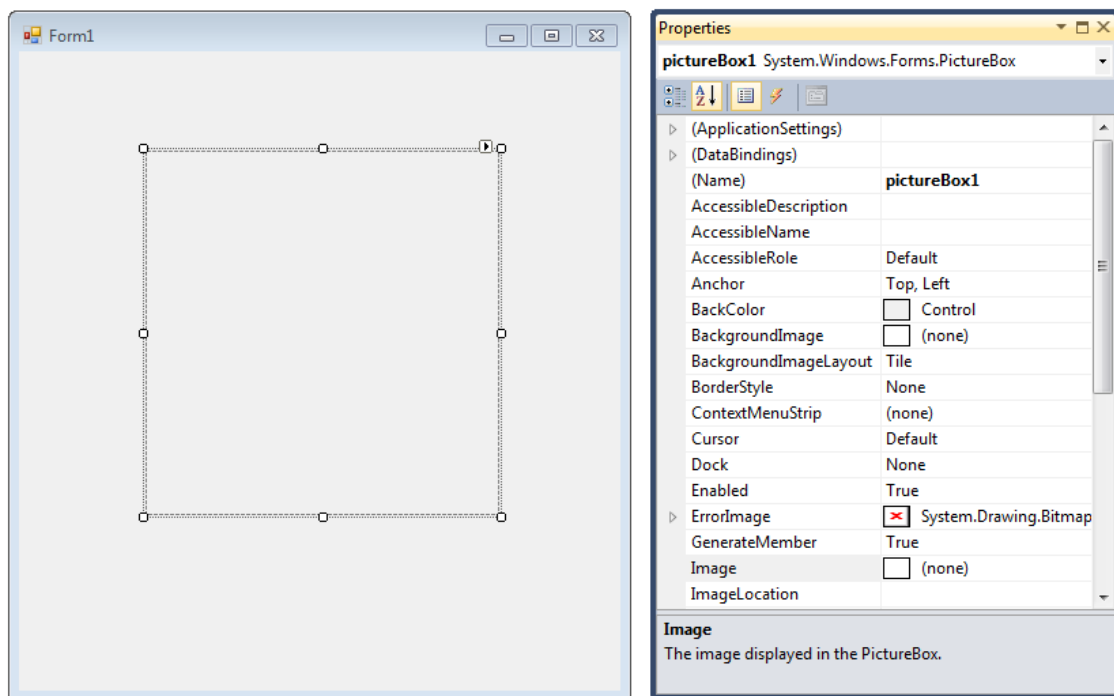 Form1
Properties
pictureBox1 System.Windows.Forms.PictureBox
(ApplicationSettings)
(DataBindings)
(Name) pictureBox1
AccessibleDescription
AccessibleName
AccessibleRole Default
Anchor Top, Left
BackColor Control
BackgroundImage (none)
BackgroundImageLayout Tile
BorderStyle None
ContextMenuStrip (none)
Cursor Default
Dock None
Enabled True
ErrorImage System.Drawing.Bitmap
GenerateMember True
Image (none)
ImageLocation
Image
The image displayed in the PictureBox.